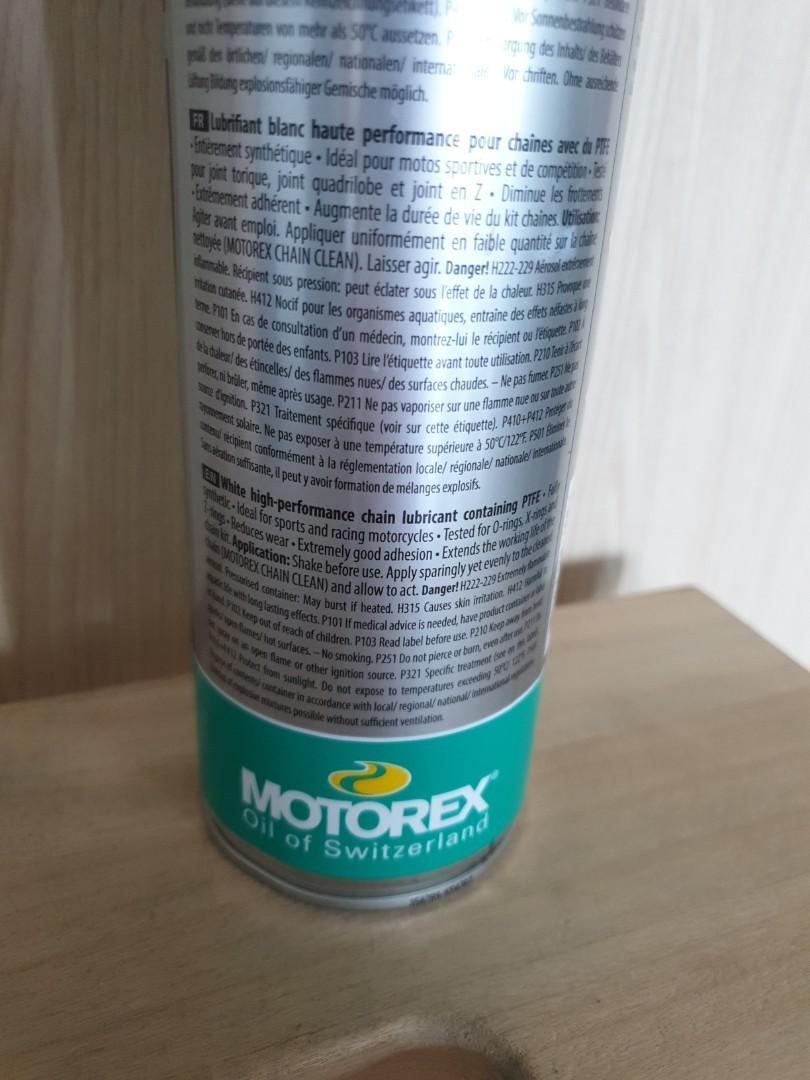 Vor Sonnenbestrahlung schützen
und nicht Temperaturen von mehr als 50°C aussetzen. des Inhalts/ des Behälters
gemäß den örtlichen/ regionalen/ nationalen/ Vorschriften. Ohne ausreichende
Lüftung Bildung explosionsfähiger Gemische möglich.
FR Lubrifiant blanc haute performance pour chaînes avec du PTFE
• Entièrement synthétique • Idéal pour motos sportives et de compétition • Testé
pour joint torique, joint quadrilobe et joint en Z • Diminue les frottements
• Extrêmement adhérent • Augmente la durée de vie du kit chaînes. Utilisation:
Agiter avant emploi. Appliquer uniformément en faible quantité sur la chaîne
nettoyée (MOTOREX CHAIN CLEAN). Laisser agir. Danger! H222-229 Aérosol extrêmement
inflammable. Récipient sous pression: peut éclater sous l'effet de la chaleur. H315 Provoque une
irritation cutanée. H412 Nocif pour les organismes aquatiques, entraîne des effets néfastes à long
terme. P101 En cas de consultation d'un médecin, montrez-lui le récipient ou l'étiquette. P102 À
conserver hors de portée des enfants. P103 Lire l'étiquette avant toute utilisation. P210 Tenir à l'écart
de la chaleur/ des étincelles/ des flammes nues/ des surfaces chaudes. – Ne pas fumer. P251 Ne pas
perforer, ni brûler, même après usage. P211 Ne pas vaporiser sur une flamme nue ou sur toute autre
source d'ignition. P321 Traitement spécifique (voir sur cette étiquette). P410+P412 Protéger du
rayonnement solaire. Ne pas exposer à une température supérieure à 50°C/122°F. P501 Éliminer le
contenu/ récipient conformément à la réglementation locale/ régionale/ nationale/ internationale.
Sans aération suffisante, il peut y avoir formation de mélanges explosifs.
EN White high-performance chain lubricant containing PTFE • Fully
synthetic • Ideal for sports and racing motorcycles • Tested for O-rings, X-rings and
Z-rings • Reduces wear • Extremely good adhesion • Extends the working life of the
chain kit. Application: Shake before use. Apply sparingly yet evenly to the cleaned
chain (MOTOREX CHAIN CLEAN) and allow to act. Danger! H222-229 Extremely flammable
aerosol. Pressurised container: May burst if heated. H315 Causes skin irritation. H412 Harmful to
aquatic life with long lasting effects. P101 If medical advice is needed, have product container or label
at hand. P102 Keep out of reach of children. P103 Read label before use. P210 Keep away from heat/
sparks/ open flames/ hot surfaces. – No smoking. P251 Do not pierce or burn, even after use. P211 Do
not spray on an open flame or other ignition source. P321 Specific treatment (see on this label).
P410+P412 Protect from sunlight. Do not expose to temperatures exceeding 50°C/ 122°F. P501
Dispose of contents/ container in accordance with local/ regional/ national/ international regulations.
Buildup of explosive mixtures possible without sufficient ventilation.
MOTOREX®
Oil of Switzerland